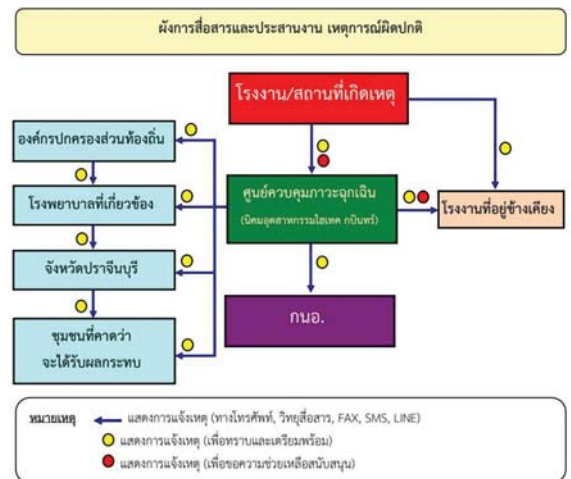 ผังการสื่อสารและประสานงาน เหตุการณ์ผิดปกติ
โรงงาน/สถานที่เกิดเหตุ
องค์กรปกครองส่วนท้องถิ่น
โรงพยาบาลที่เกี่ยวข้อง
ศูนย์ควบคุมภาวะฉุกเฉิน
(นิคมอุตสาหกรรมไฮเทค กบินทร์)
โรงงานที่อยู่ข้างเคียง
จังหวัดปราจีนบุรี
กนอ.
ชุมชนที่คาดว่า
จะได้รับผลกระทบ
หมายเหตุ แสดงการแจ้งเหตุ (ทางโทรศัพท์, วิทยุสื่อสาร, FAX, SMS, LINE)
แสดงการแจ้งเหตุ (เพื่อทราบและเตรียมพร้อม)
แสดงการแจ้งเหตุ (เพื่อขอความช่วยเหลือสนับสนุน)